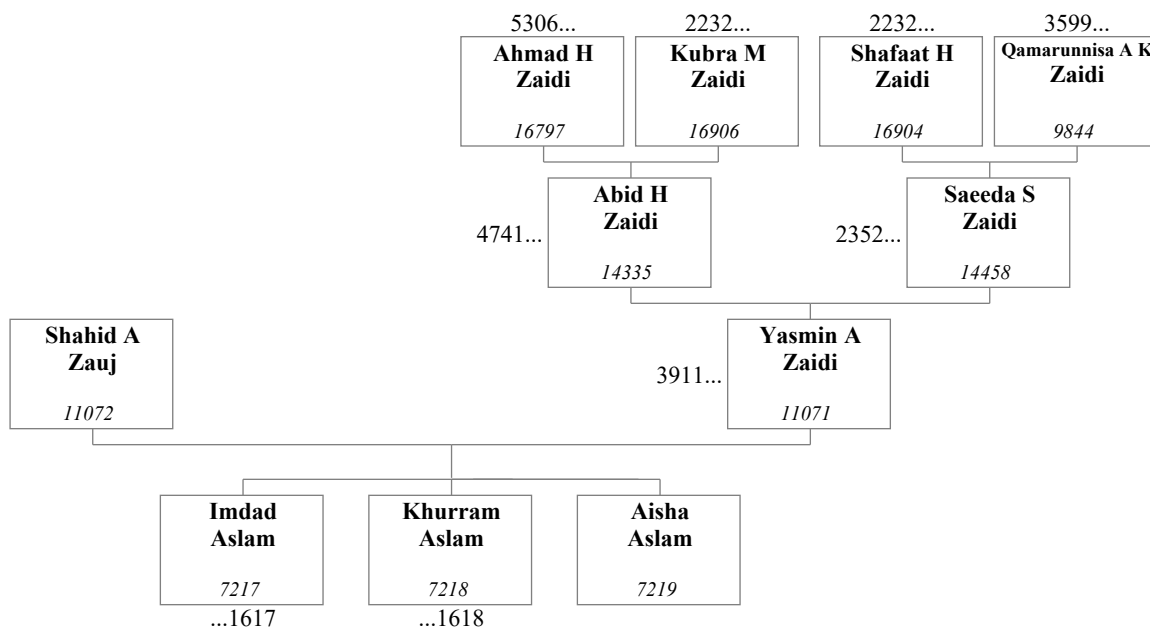 5306...
2232...
2232...
3599...
Ahmad H
Zaidi
16797
Kubra M
Zaidi
16906
Shafaat H
Zaidi
16904
Qamarunnisa A K
Zaidi
9844
4741...
Abid H
Zaidi
14335
2352...
Saeeda S
Zaidi
14458
Shahid A
Zauj
11072
3911...
Yasmin A
Zaidi
11071
Imdad
Aslam
7217
...1617
Khurram
Aslam
7218
...1618
Aisha
Aslam
7219